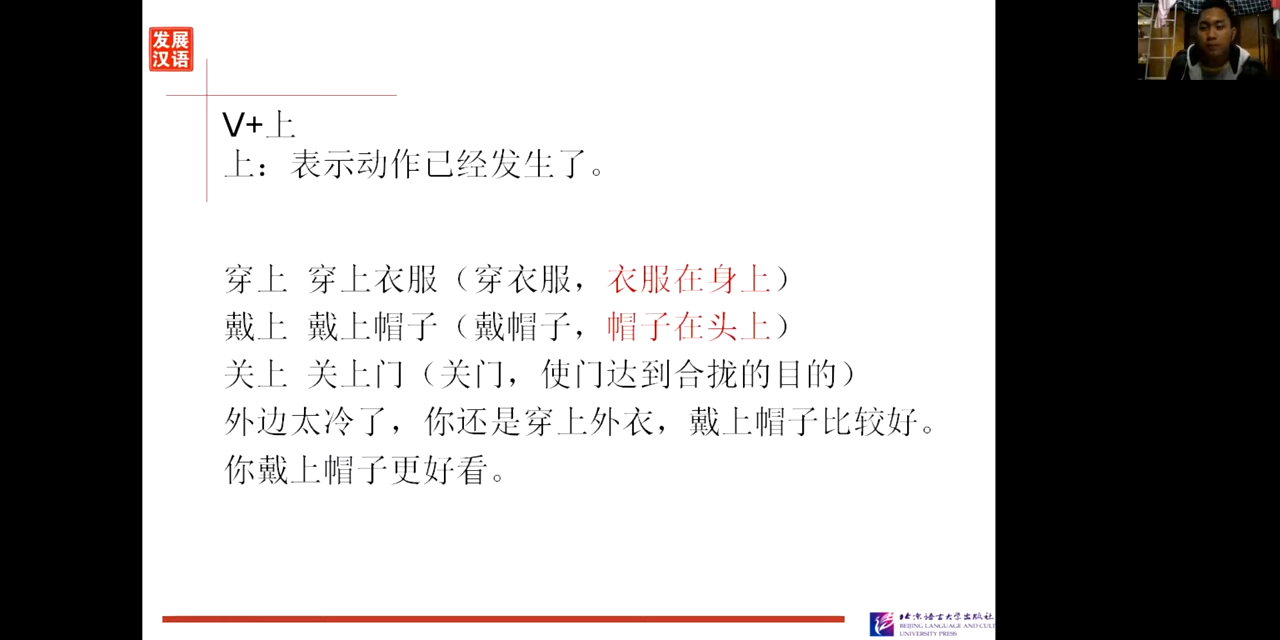 发展
汉语
V+上
上：表示动作已经发生了。
穿上 穿上衣服（穿衣服，衣服在身上）
戴上 戴上帽子（戴帽子，帽子在头上）
关上 关上门（关门，使门达到合拢的目的）
外边太冷了，你还是穿上外衣，戴上帽子比较好。
你戴上帽子更好看。
北京语言大学出版社
BEIJING LANGUAGE AND CULT
UNIVERSITY PRESS